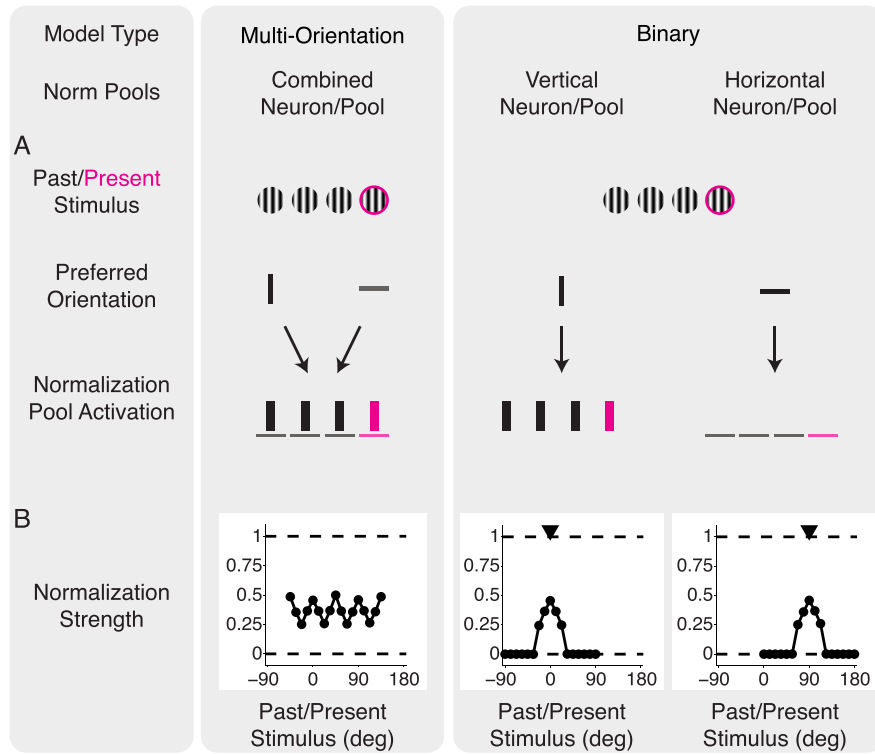 Model Type
Multi-Orientation
Binary
Norm Pools
Combined
Neuron/Pool
Vertical
Neuron/Pool
Horizontal
Neuron/Pool
A
Past/Present
Stimulus
Preferred
Orientation
Normalization
Pool Activation
B
Normalization
Strength
1
0.75
0.5
0.25
0
−90 0 90 180
Past/Present
Stimulus (deg)
1
0.75
0.5
0.25
0
−90 0 90 180
Past/Present
Stimulus (deg)
1
0.75
0.5
0.25
0
−90 0 90 180
Past/Present
Stimulus (deg)